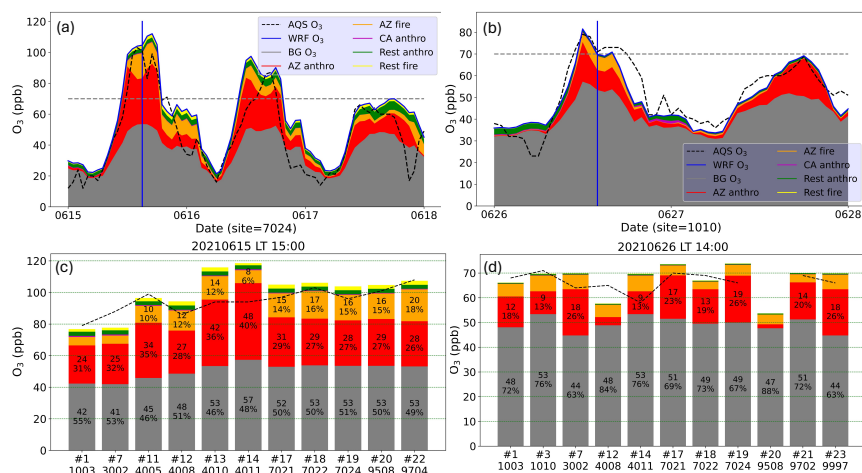 (a)
AQS O₃
WRF O₃
BG O₃
AZ anthro
AZ fire
CA anthro
Rest anthro
Rest fire
O₃ (ppb)
120
100
80
60
40
20
0
0615
0616
0617
0618
Date (site=7024)
(b)
AQS O₃
WRF O₃
BG O₃
AZ anthro
AZ fire
CA anthro
Rest anthro
Rest fire
O₃ (ppb)
80
70
60
50
40
30
20
10
0
0626
0627
0628
Date (site=1010)
20210615 LT 15:00
(c)
O₃ (ppb)
120
100
80
60
40
20
0
24 31%
42 55%
25 32%
41 53%
10 10%
34 35%
45 46%
12 12%
27 28%
48 51%
14 12%
42 36%
53 46%
8 6%
48 40%
57 48%
15 14%
31 29%
52 50%
17 16%
29 27%
53 50%
16 15%
28 27%
53 51%
16 15%
29 27%
53 50%
20 18%
28 26%
53 49%
#1 #7 #11 #12 #13 #14 #17 #18 #19 #20 #22
1003 3002 4005 4008 4010 4011 7021 7022 7024 9508 9704
20210626 LT 14:00
(d)
O₃ (ppb)
70
60
50
40
30
20
10
0
12 18%
48 72%
9 13%
53 76%
18 26%
44 63%
48 84%
9 13%
53 76%
17 23%
51 69%
13 19%
49 73%
19 26%
49 67%
47 88%
14 20%
51 72%
18 26%
44 63%
#1 #3 #7 #12 #14 #17 #18 #19 #20 #21 #23
1003 1010 3002 4008 4011 7021 7022 7024 9508 9702 9997